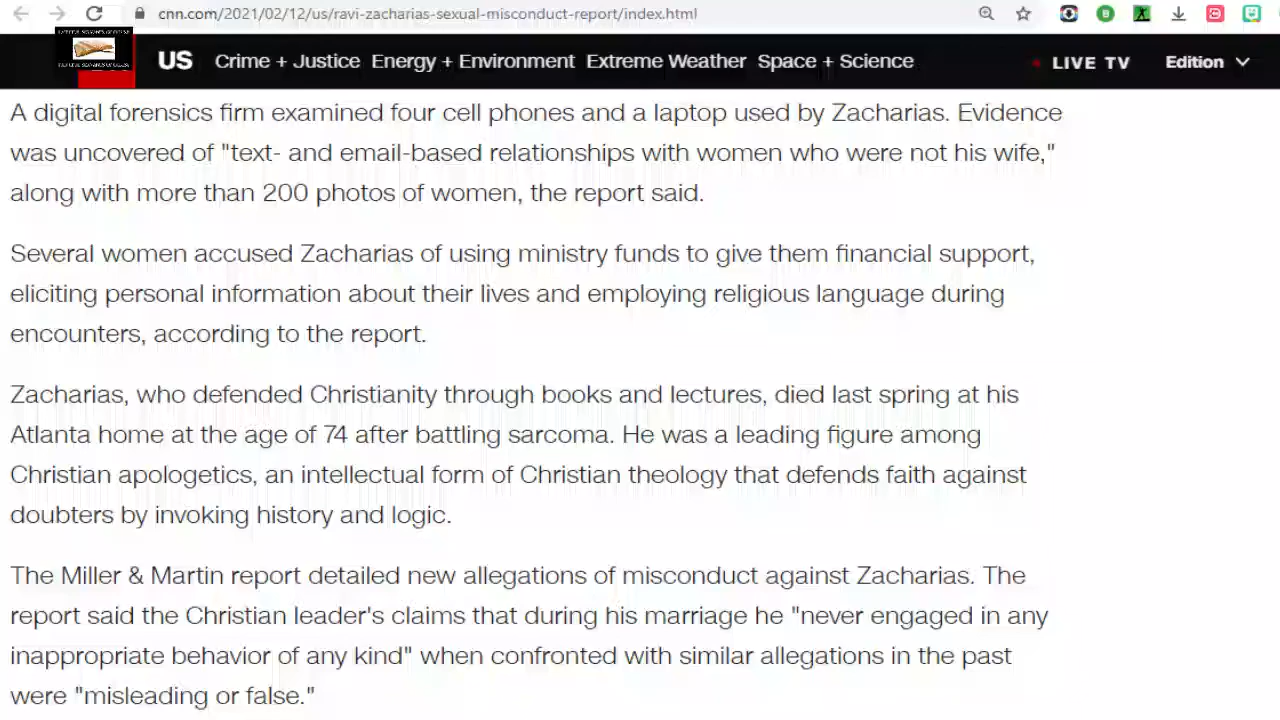 cnn.com/2021/02/12/us/ravi-zacharias-sexual-misconduct-report/index.html
US Crime + Justice Energy + Environment Extreme Weather Space + Science LIVE TV Edition
A digital forensics firm examined four cell phones and a laptop used by Zacharias. Evidence
was uncovered of "text- and email-based relationships with women who were not his wife,"
along with more than 200 photos of women, the report said.
Several women accused Zacharias of using ministry funds to give them financial support,
eliciting personal information about their lives and employing religious language during
encounters, according to the report.
Zacharias, who defended Christianity through books and lectures, died last spring at his
Atlanta home at the age of 74 after battling sarcoma. He was a leading figure among
Christian apologetics, an intellectual form of Christian theology that defends faith against
doubters by invoking history and logic.
The Miller & Martin report detailed new allegations of misconduct against Zacharias. The
report said the Christian leader's claims that during his marriage he "never engaged in any
inappropriate behavior of any kind" when confronted with similar allegations in the past
were "misleading or false."